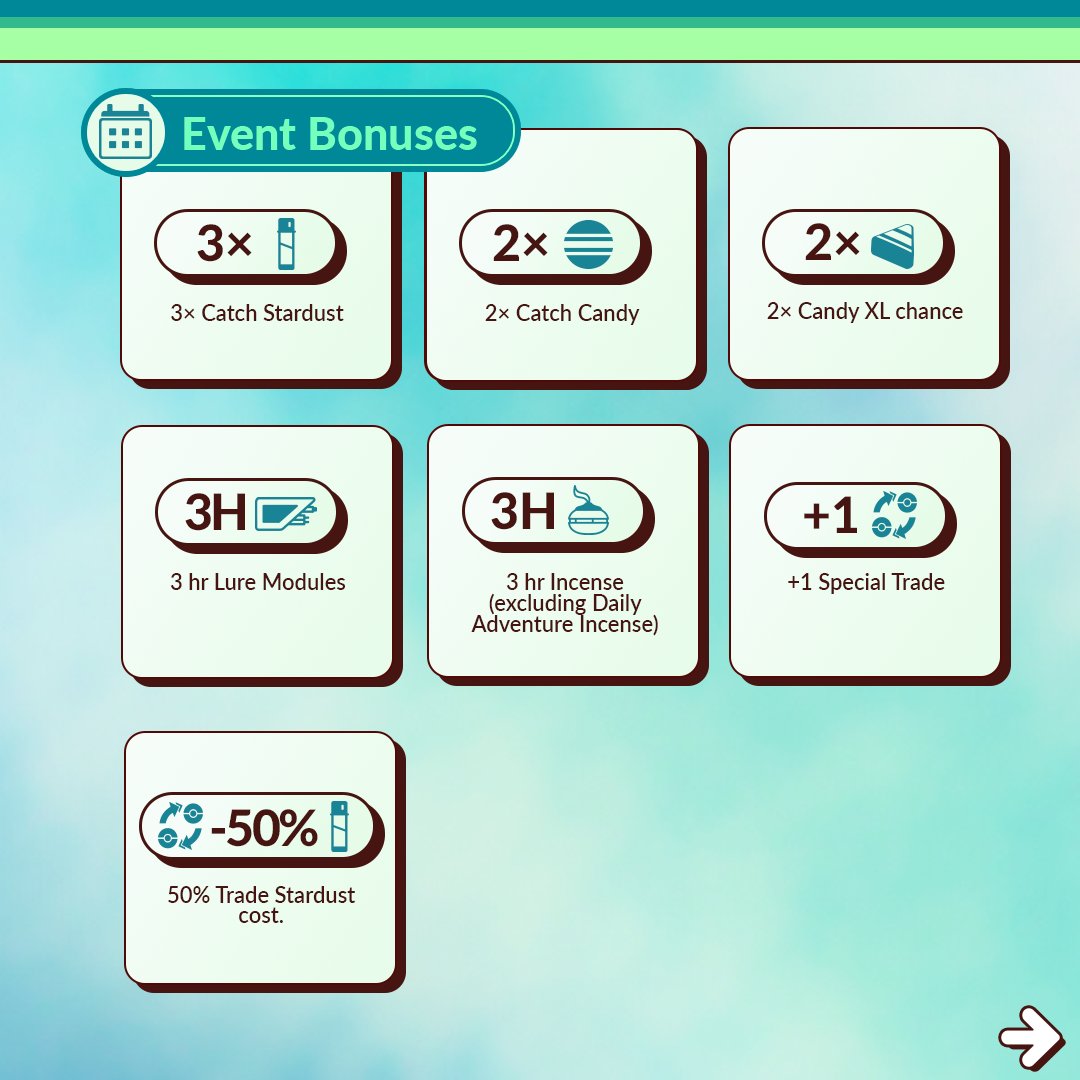 Event Bonuses
3×
3× Catch Stardust
2×
2× Catch Candy
2×
2× Candy XL chance
3H
3 hr Lure Modules
3H
3 hr Incense
(excluding Daily
Adventure Incense)
+1
+1 Special Trade
-50%
50% Trade Stardust
cost.